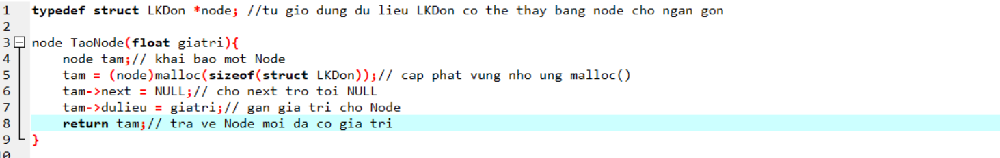 1 typedef struct LKDon *node; //tu gio dung du lieu LKDon co the thay bang node cho ngan gon
2
3 node TaoNode(float giatri){
4 node tam;// khai bao mot Node
5 tam = (node)malloc(sizeof(struct LKDon));// cap phat vung nho ung malloc()
6 tam->next = NULL;// cho next tro toi NULL
7 tam->dulieu = giatri;// gan gia tri cho Node
8 return tam;// tra ve Node moi da co gia tri
9 }
10